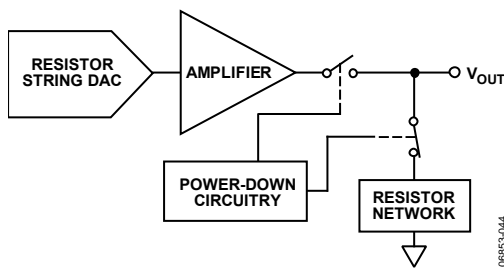 RESISTOR
STRING DAC
AMPLIFIER
VOUT
POWER-DOWN
CIRCUITRY
RESISTOR
NETWORK
06853-044